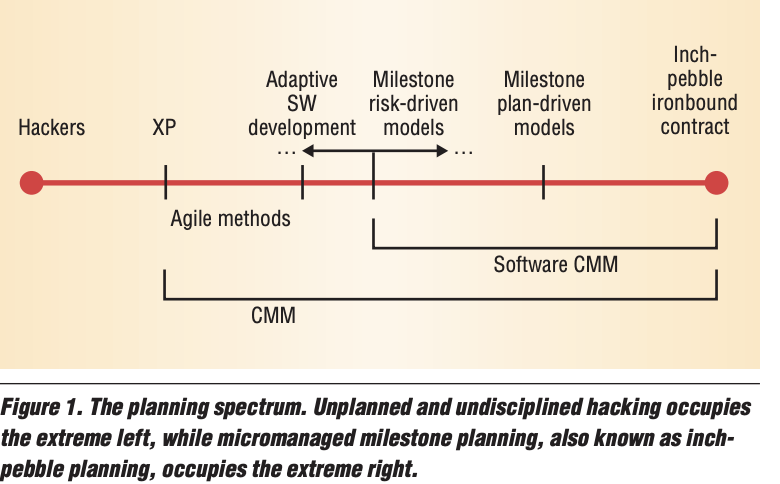 Hackers
XP
Adaptive
SW
development
Milestone
risk-driven
models
Milestone
plan-driven
models
Inch-
pebble
ironbound
contract
... ...
Agile methods
Software CMM
CMM
Figure 1. The planning spectrum. Unplanned and undisciplined hacking occupies
the extreme left, while micromanaged milestone planning, also known as inch-
pebble planning, occupies the extreme right.